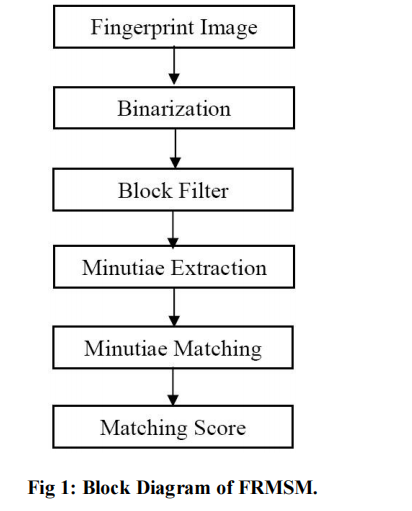 Fingerprint Image
Binarization
Block Filter
Minutiae Extraction
Minutiae Matching
Matching Score
Fig 1: Block Diagram of FRMSM.